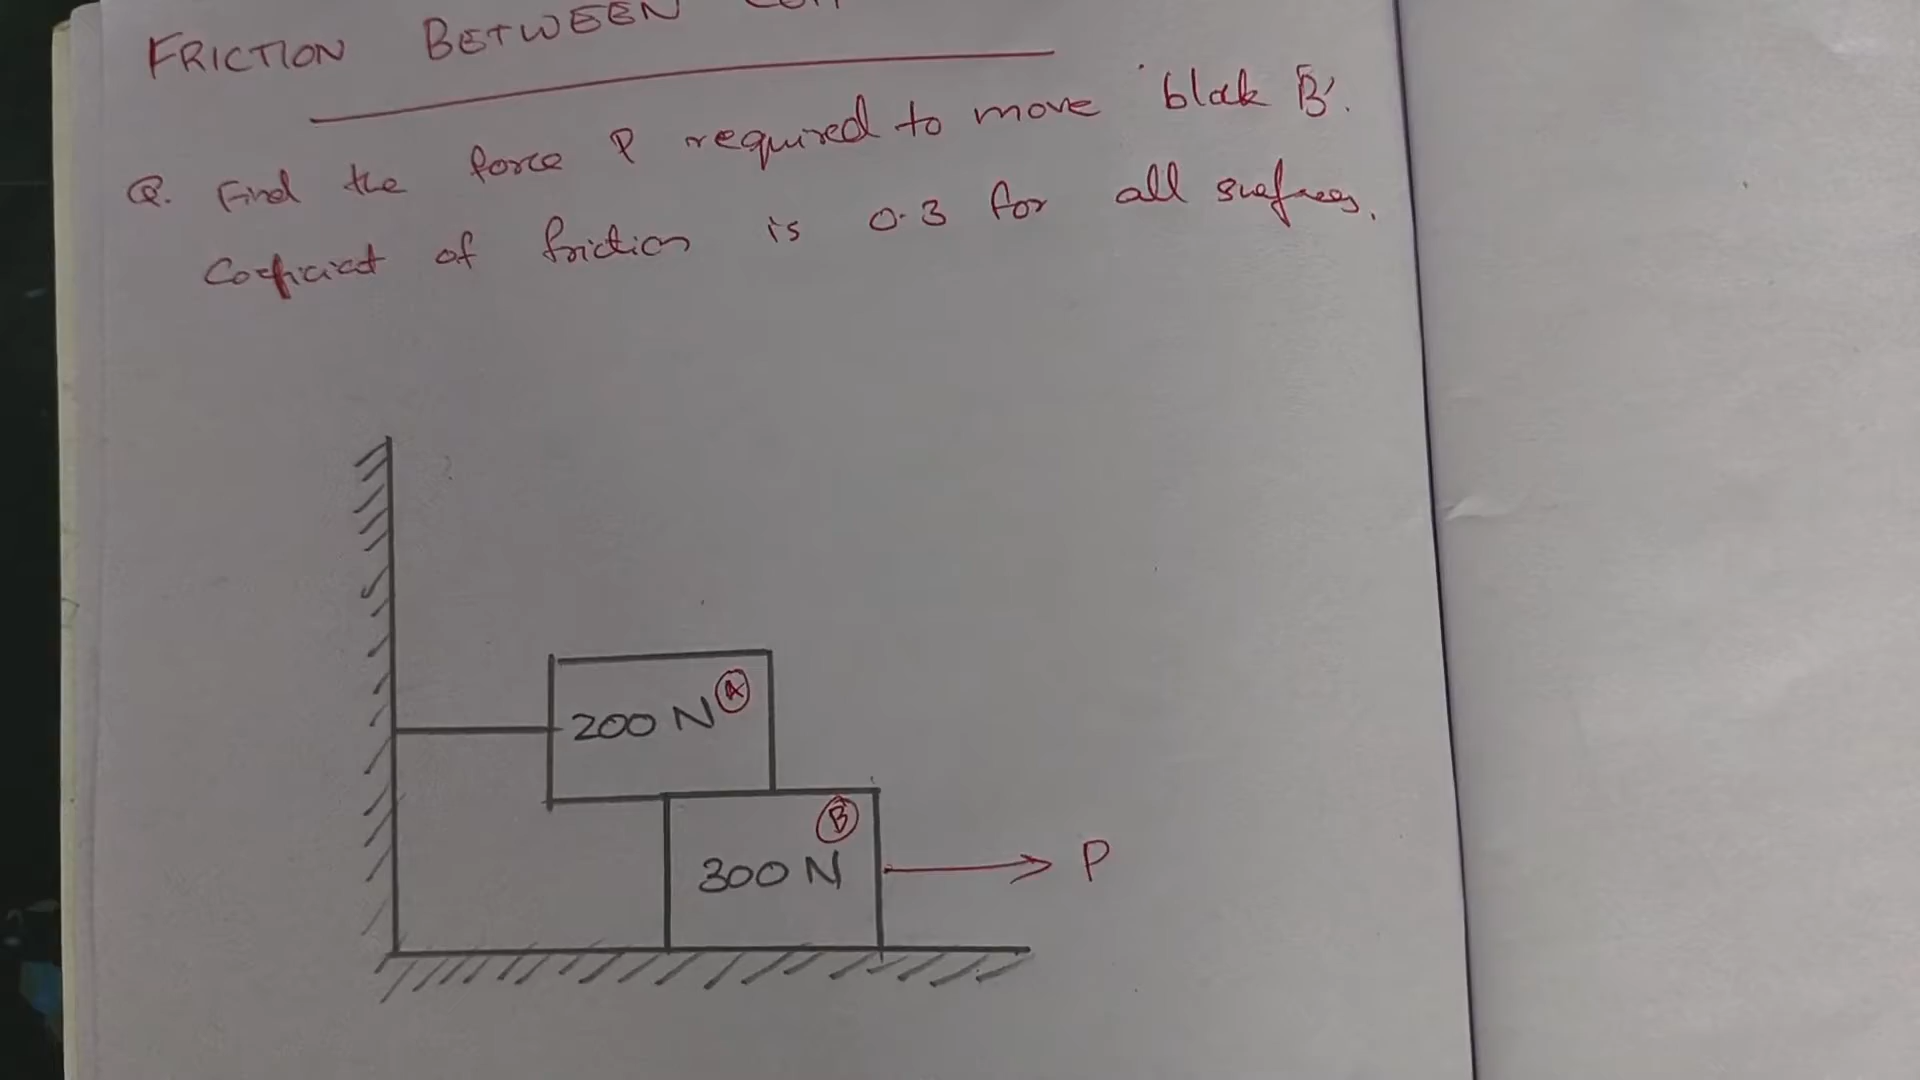 FRICTION BETWEEN
Q. Find the force P required to move block B'.
Coefficient of friction is 0.3 for all surfaces.
200 N A
B
300 N
P